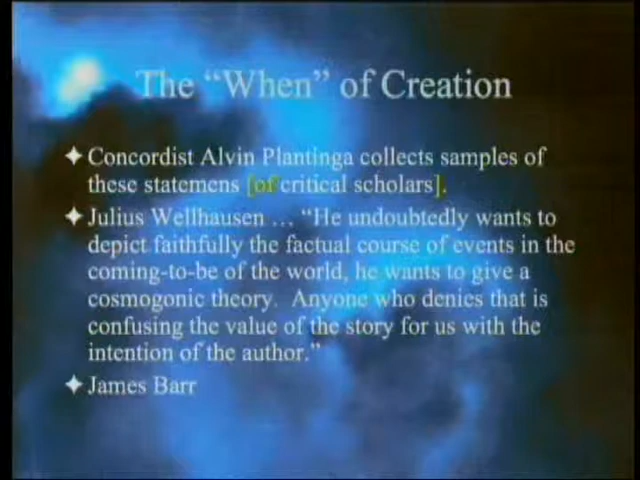 The “When” of Creation
Concordist Alvin Plantinga collects samples of
these statemens [of critical scholars].
Julius Wellhausen … “He undoubtedly wants to
depict faithfully the factual course of events in the
coming-to-be of the world, he wants to give a
cosmogonic theory. Anyone who denies that is
confusing the value of the story for us with the
intention of the author.”
James Barr